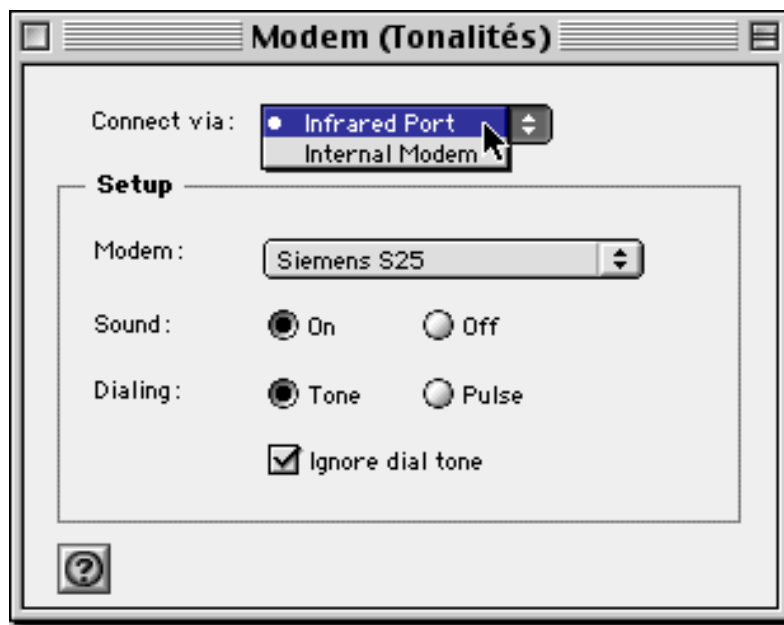 Modem (Tonalités)
Connect via: Infrared Port
Internal Modem
Setup
Modem: Siemens S25
Sound: On Off
Dialing: Tone Pulse
Ignore dial tone
?